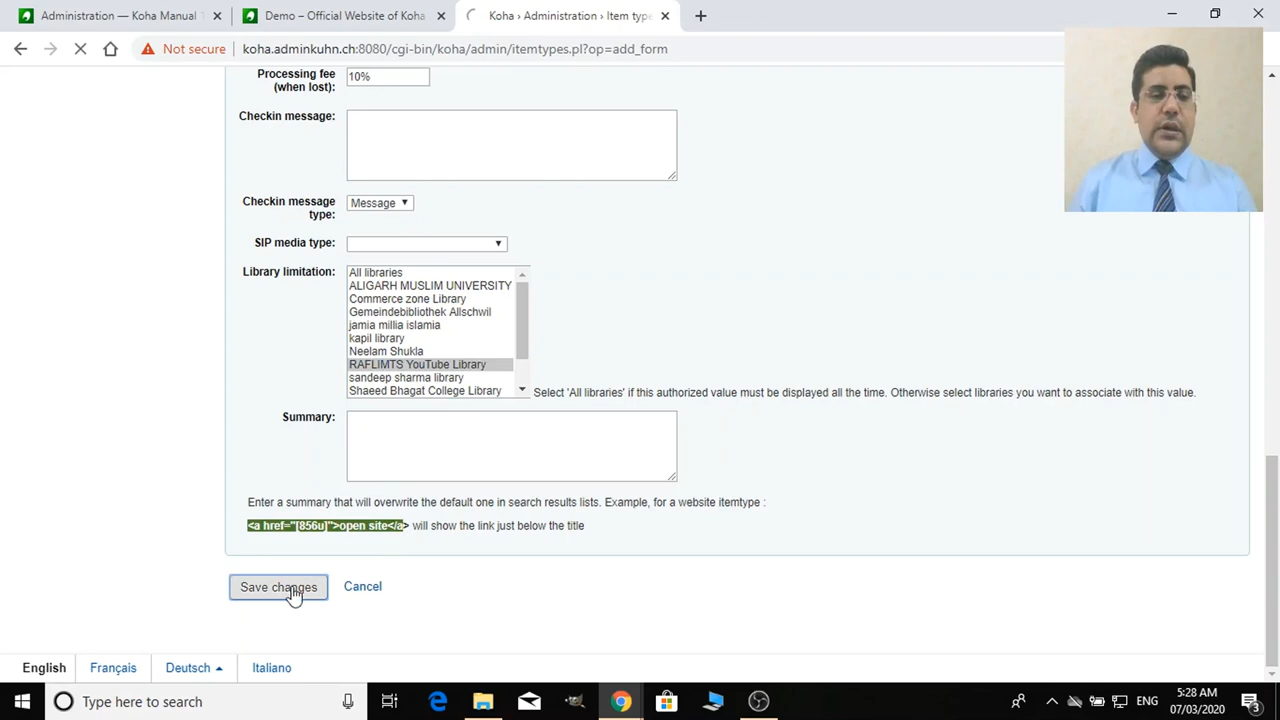 Administration — Koha Manual 1
Demo – Official Website of Koha
Koha › Administration › Item type
Not secure
koha.adminkuhn.ch:8080/cgi-bin/koha/admin/itemtypes.pl?op=add_form
Processing fee (when lost):
10%
Checkin message:
Checkin message type:
Message
SIP media type:
Library limitation:
All libraries
ALIGARH MUSLIM UNIVERSITY
Commerce zone Library
Gemeindebibliothek Allschwil
jamia millia islamia
kapil library
Neelam Shukla
RAFLIMTS YouTube Library
sandeep sharma library
Shaeed Bhagat College Library
Select 'All libraries' if this authorized value must be displayed all the time. Otherwise select libraries you want to associate with this value.
Summary:
Enter a summary that will overwrite the default one in search results lists. Example, for a website itemtype :
<a href="[856u]">open site</a> will show the link just below the title
Save changes
Cancel
English
Français
Deutsch
Italiano
Type here to search
ENG
5:28 AM
07/03/2020
3